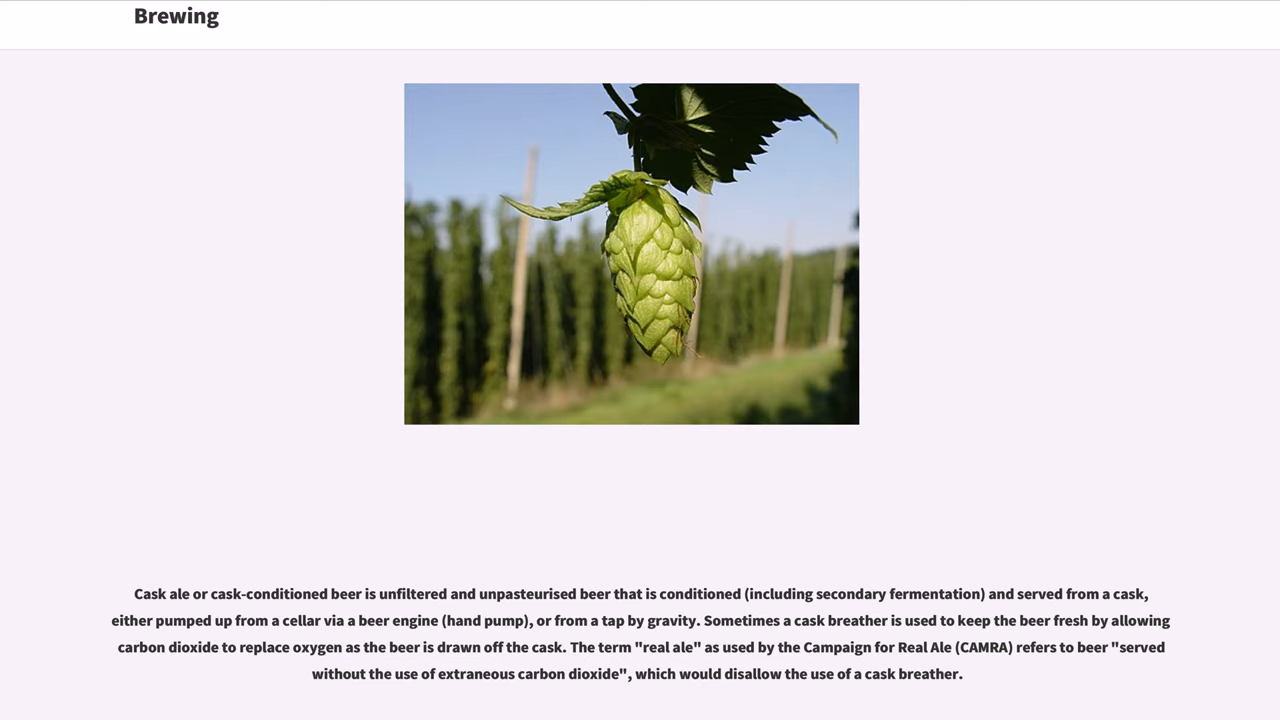 Brewing
Cask ale or cask-conditioned beer is unfiltered and unpasteurised beer that is conditioned (including secondary fermentation) and served from a cask,
either pumped up from a cellar via a beer engine (hand pump), or from a tap by gravity. Sometimes a cask breather is used to keep the beer fresh by allowing
carbon dioxide to replace oxygen as the beer is drawn off the cask. The term "real ale" as used by the Campaign for Real Ale (CAMRA) refers to beer "served
without the use of extraneous carbon dioxide", which would disallow the use of a cask breather.